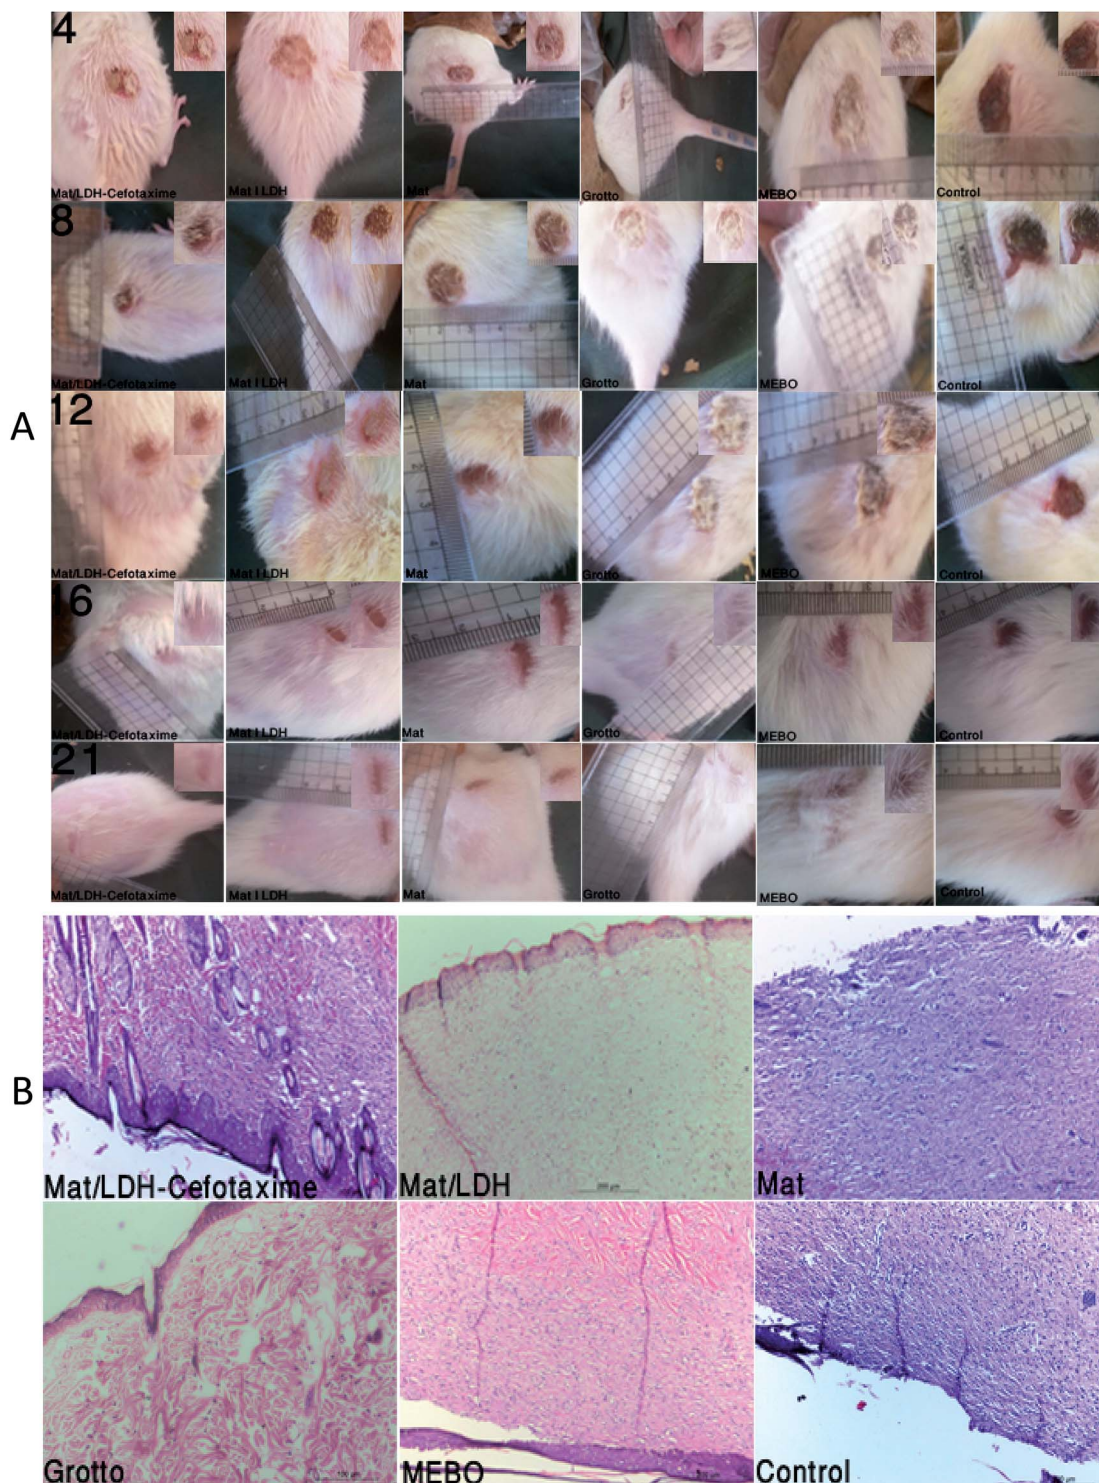 4
Mat/LDH-Cefotaxime
Mat I LDH
Mat
Grotto
MEBO
Control
8
Mat/LDH-Cefotaxime
Mat I LDH
Mat
Grotto
MEBO
Control
A
12
Mat/LDH-Cefotaxime
Mat I LDH
Mat
Grotto
MEBO
Control
16
Mat/LDH-Cefotaxime
Mat I LDH
Mat
Grotto
MEBO
Control
21
Mat/LDH-Cefotaxime
Mat I LDH
Mat
Grotto
MEBO
Control
B
Mat/LDH-Cefotaxime
Mat/LDH
Mat
Grotto
100 µm
MEBO
Control